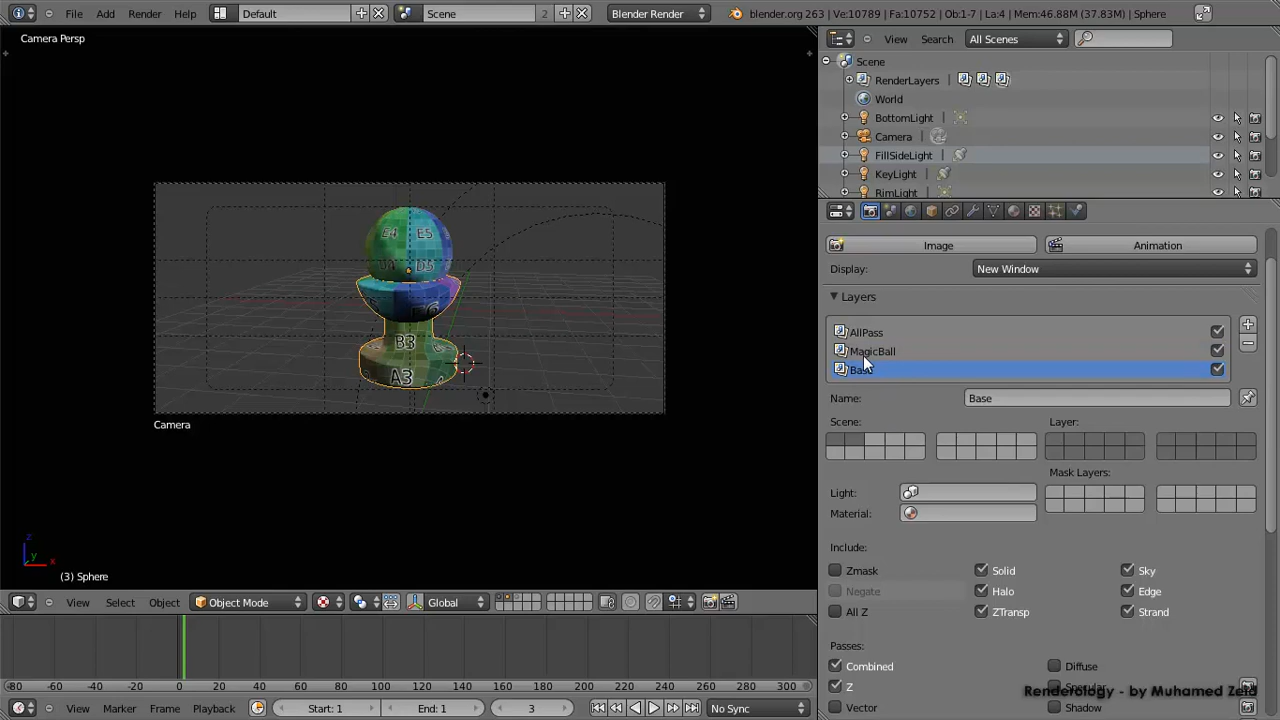 File Add Render Help Default Scene 2 Blender Render blender.org 263 | Ve:10789 | Fa:10752 | Ob:1-7 | La:4 | Mem:46.88M (37.83M) | Sphere
Camera Persp
View Search All Scenes
Scene
RenderLayers |
World
BottomLight |
Camera |
FillSideLight |
KeyLight |
RimLight |
Image Animation
Display: New Window
Layers
AllPass
MagicBall
Base
Name: Base
Scene: Layer:
Mask Layers:
Light:
Material:
Include:
Zmask Solid Sky
Negate Halo Edge
All Z ZTransp Strand
Passes:
Combined Diffuse
Z Specular
Vector Shadow
E4 E5
D4 D5
B3
A3
Camera
z
y
x
(3) Sphere
View Select Object Object Mode Global
-80 -60 -40 -20 0 20 40 60 80 100 120 140 160 180 200 220 240 260 280 300
View Marker Frame Playback Start: 1 End: 1 3 No Sync
Renderology - by Muhamed Zeid